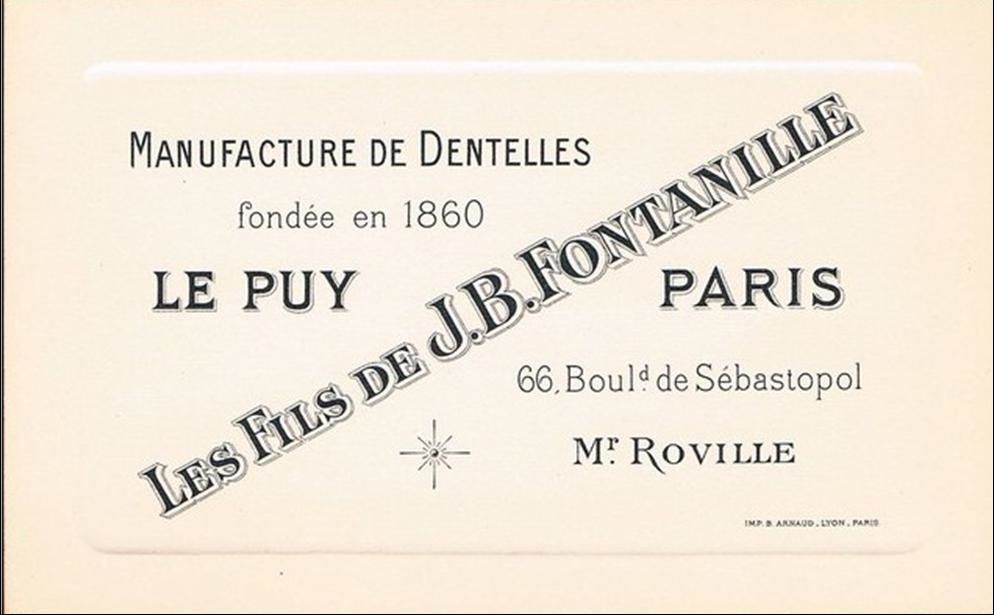 MANUFACTURE DE DENTELLES
fondée en 1860
LE PUY
PARIS
LES FILS DE J.B. FONTANILLE
66, Boul.d de Sébastopol
Mr. ROVILLE
IMP. B. ARNAUD, LYON, PARIS